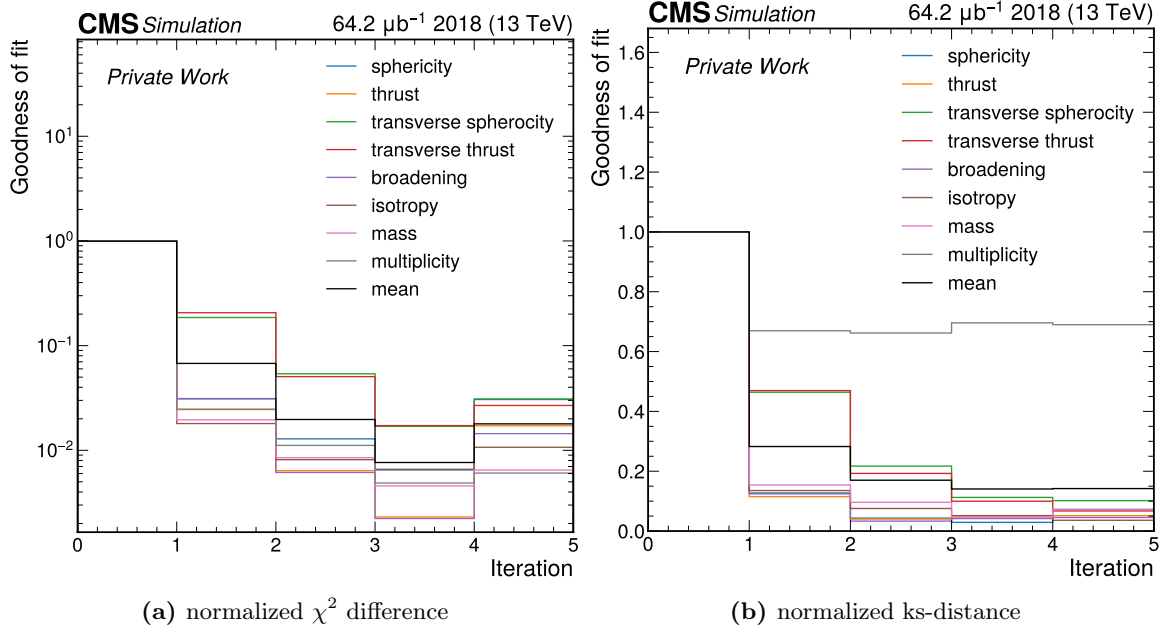 CMS Simulation 64.2 μb⁻¹ 2018 (13 TeV)
Private Work
Goodness of fit
sphericity
thrust
transverse spherocity
transverse thrust
broadening
isotropy
mass
multiplicity
mean
10¹
10⁰
10⁻¹
10⁻²
0 1 2 3 4 5
Iteration
(a) normalized χ² difference
CMS Simulation 64.2 μb⁻¹ 2018 (13 TeV)
Private Work
Goodness of fit
sphericity
thrust
transverse spherocity
transverse thrust
broadening
isotropy
mass
multiplicity
mean
1.6
1.4
1.2
1.0
0.8
0.6
0.4
0.2
0.0
0 1 2 3 4 5
Iteration
(b) normalized ks-distance